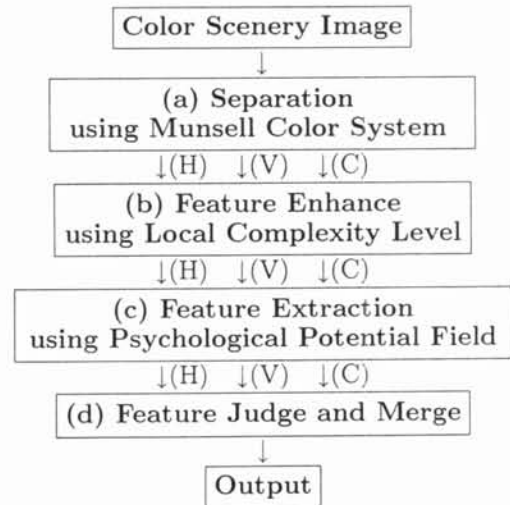 Color Scenery Image
↓
(a) Separation
using Munsell Color System
↓(H) ↓(V) ↓(C)
(b) Feature Enhance
using Local Complexity Level
↓(H) ↓(V) ↓(C)
(c) Feature Extraction
using Psychological Potential Field
↓(H) ↓(V) ↓(C)
(d) Feature Judge and Merge
↓
Output